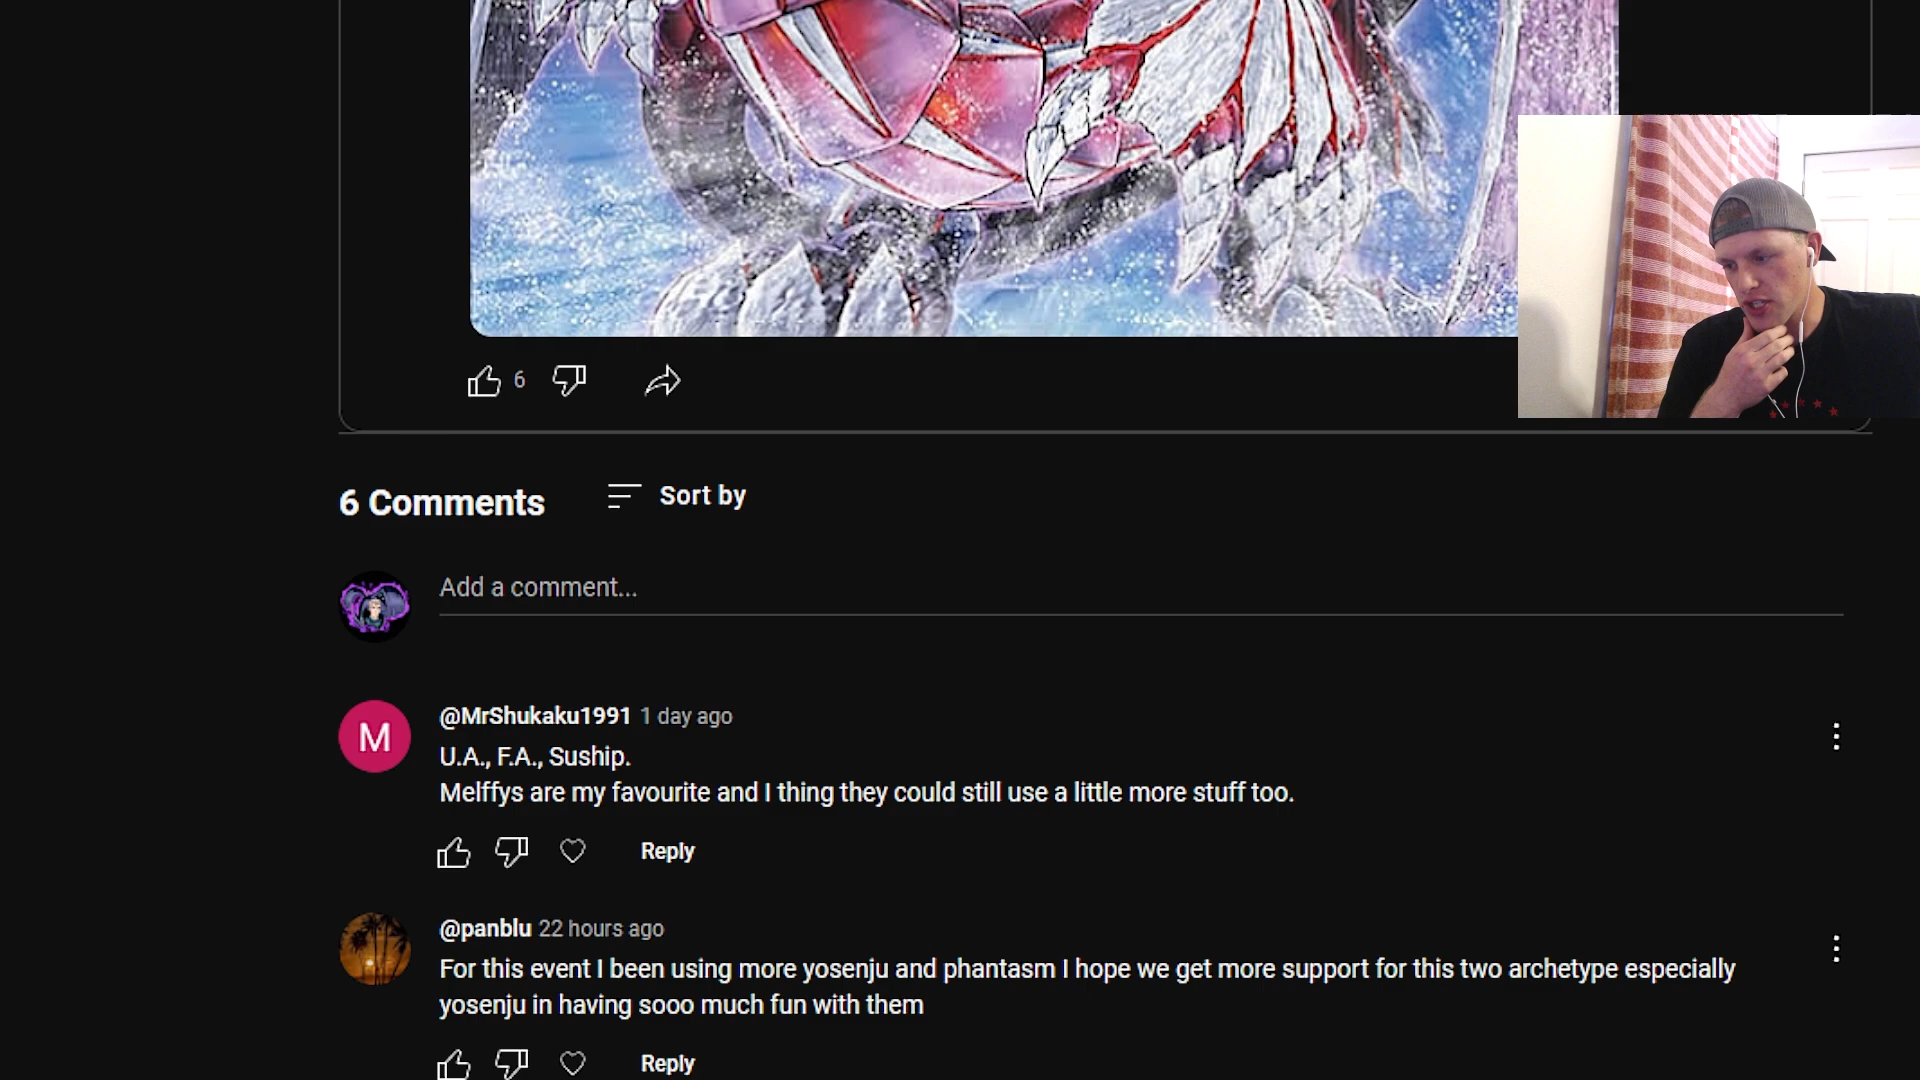 6
6 Comments
Sort by
Add a comment...
@MrShukaku1991 1 day ago
U.A., F.A., Suship.
Melffys are my favourite and I thing they could still use a little more stuff too.
Reply
@panblu 22 hours ago
For this event I been using more yosenju and phantasm I hope we get more support for this two archetype especially
yosenju in having sooo much fun with them
Reply
M